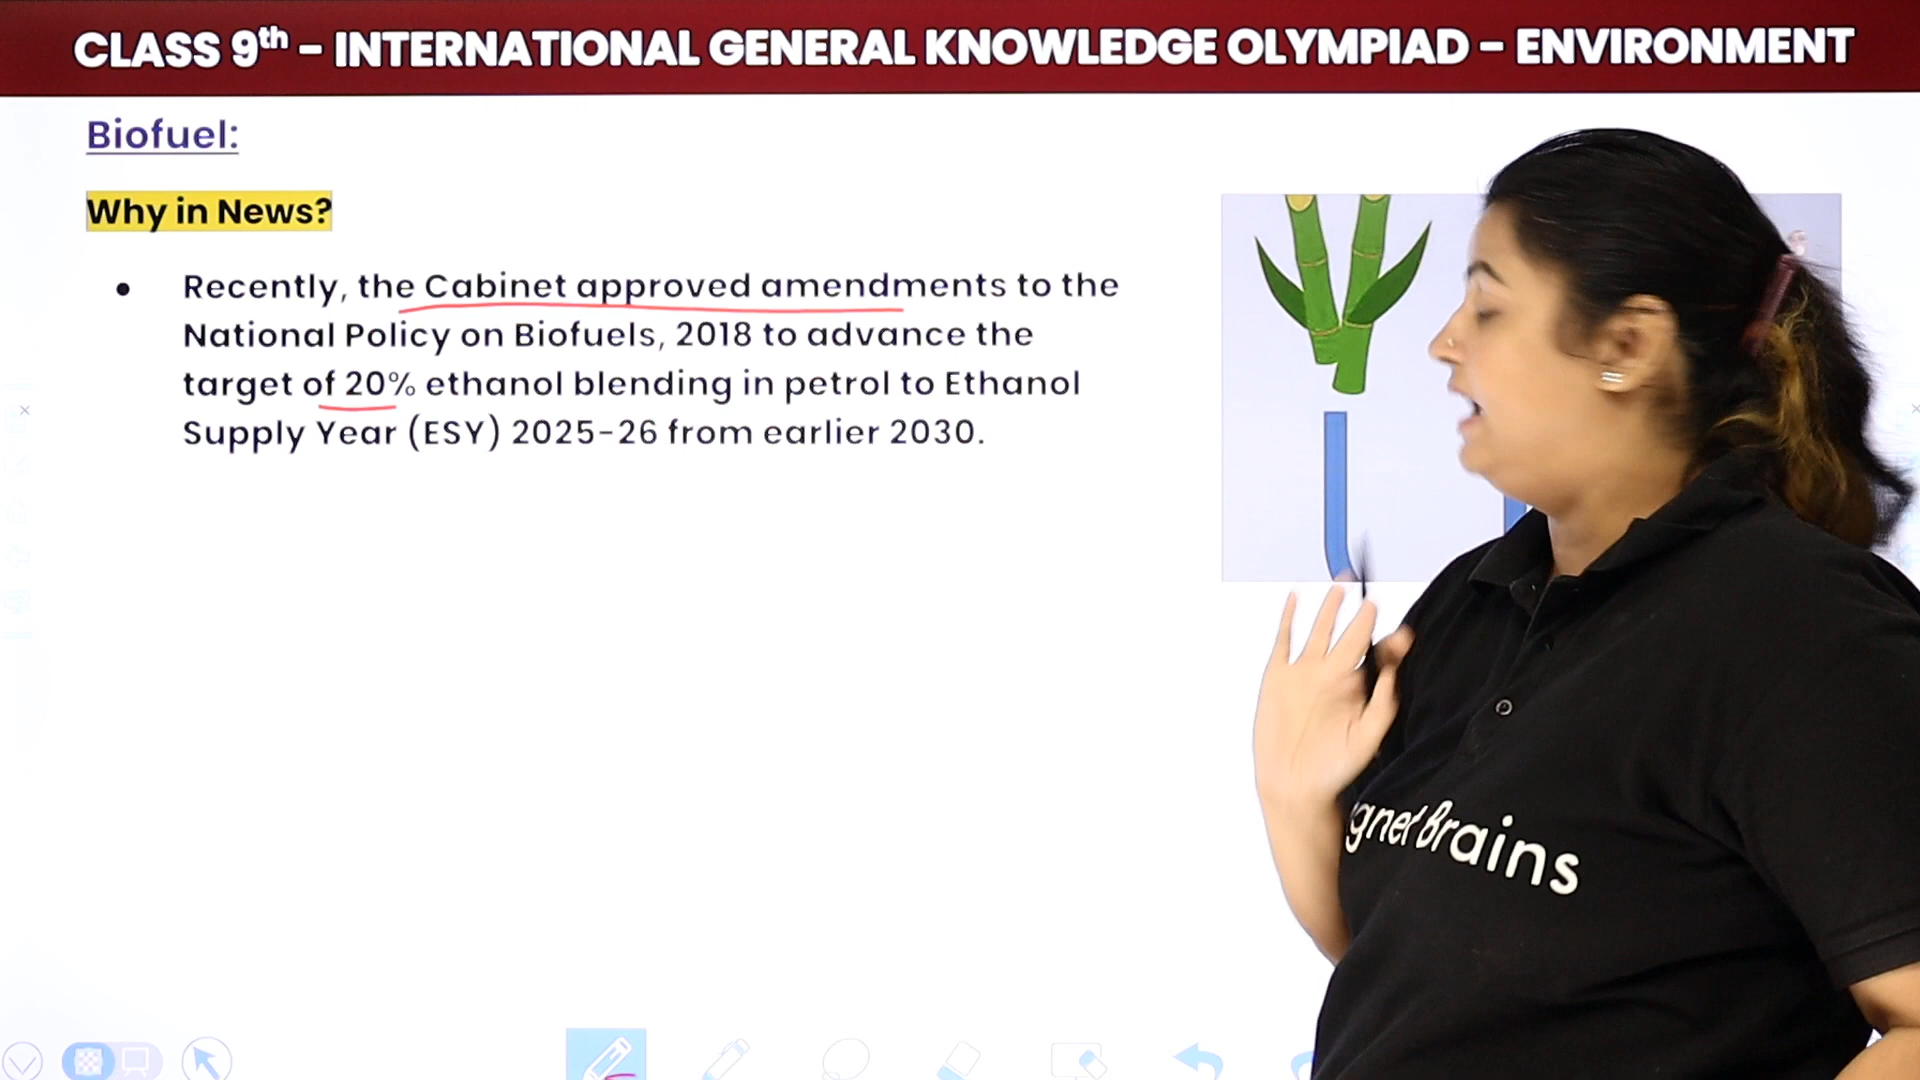 CLASS 9th - INTERNATIONAL GENERAL KNOWLEDGE OLYMPIAD - ENVIRONMENT
Biofuel:
Why in News?
• Recently, the Cabinet approved amendments to the
National Policy on Biofuels, 2018 to advance the
target of 20% ethanol blending in petrol to Ethanol
Supply Year (ESY) 2025-26 from earlier 2030.
gnet Brains